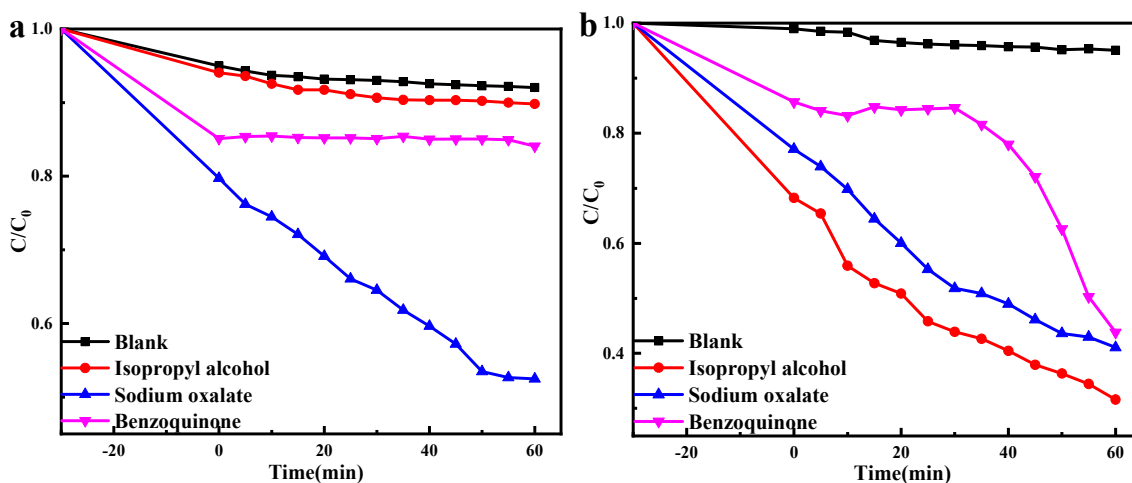 a
1.0
0.8
0.6
C/C0
Blank
Isopropyl alcohol
Sodium oxalate
Benzoquinone
-20
0
20
40
60
Time(min)
b
1.0
0.8
0.6
0.4
C/C0
Blank
Isopropyl alcohol
Sodium oxalate
Benzoquinone
-20
0
20
40
60
Time(min)